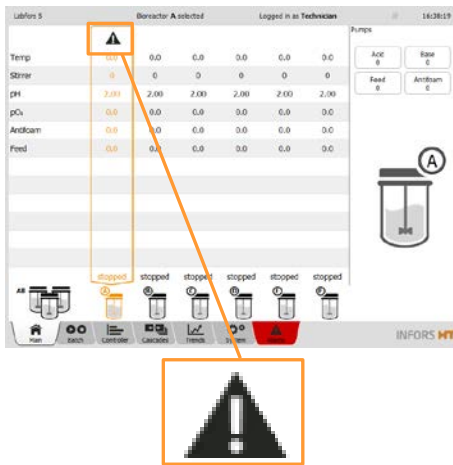 Labfors 5 Bioreactor A selected Logged in as Technician 16:38:19
Pumps
Temp 0.0 0.0 0.0 0.0 0.0 0.0
Acid 0 Base 0
Stirrer 0 0 0 0 0 0
Feed 0 Antifoam 0
pH 2.00 2.00 2.00 2.00 2.00 2.00
pO₂ 0.0 0.0 0.0 0.0 0.0 0.0
Antifoam 0.0 0.0 0.0 0.0 0.0 0.0
Feed 0.0 0.0 0.0 0.0 0.0 0.0
A
stopped stopped stopped stopped stopped stopped
AB A B C D E F
Main Batch Controller Cascades Trends System
INFORS HT